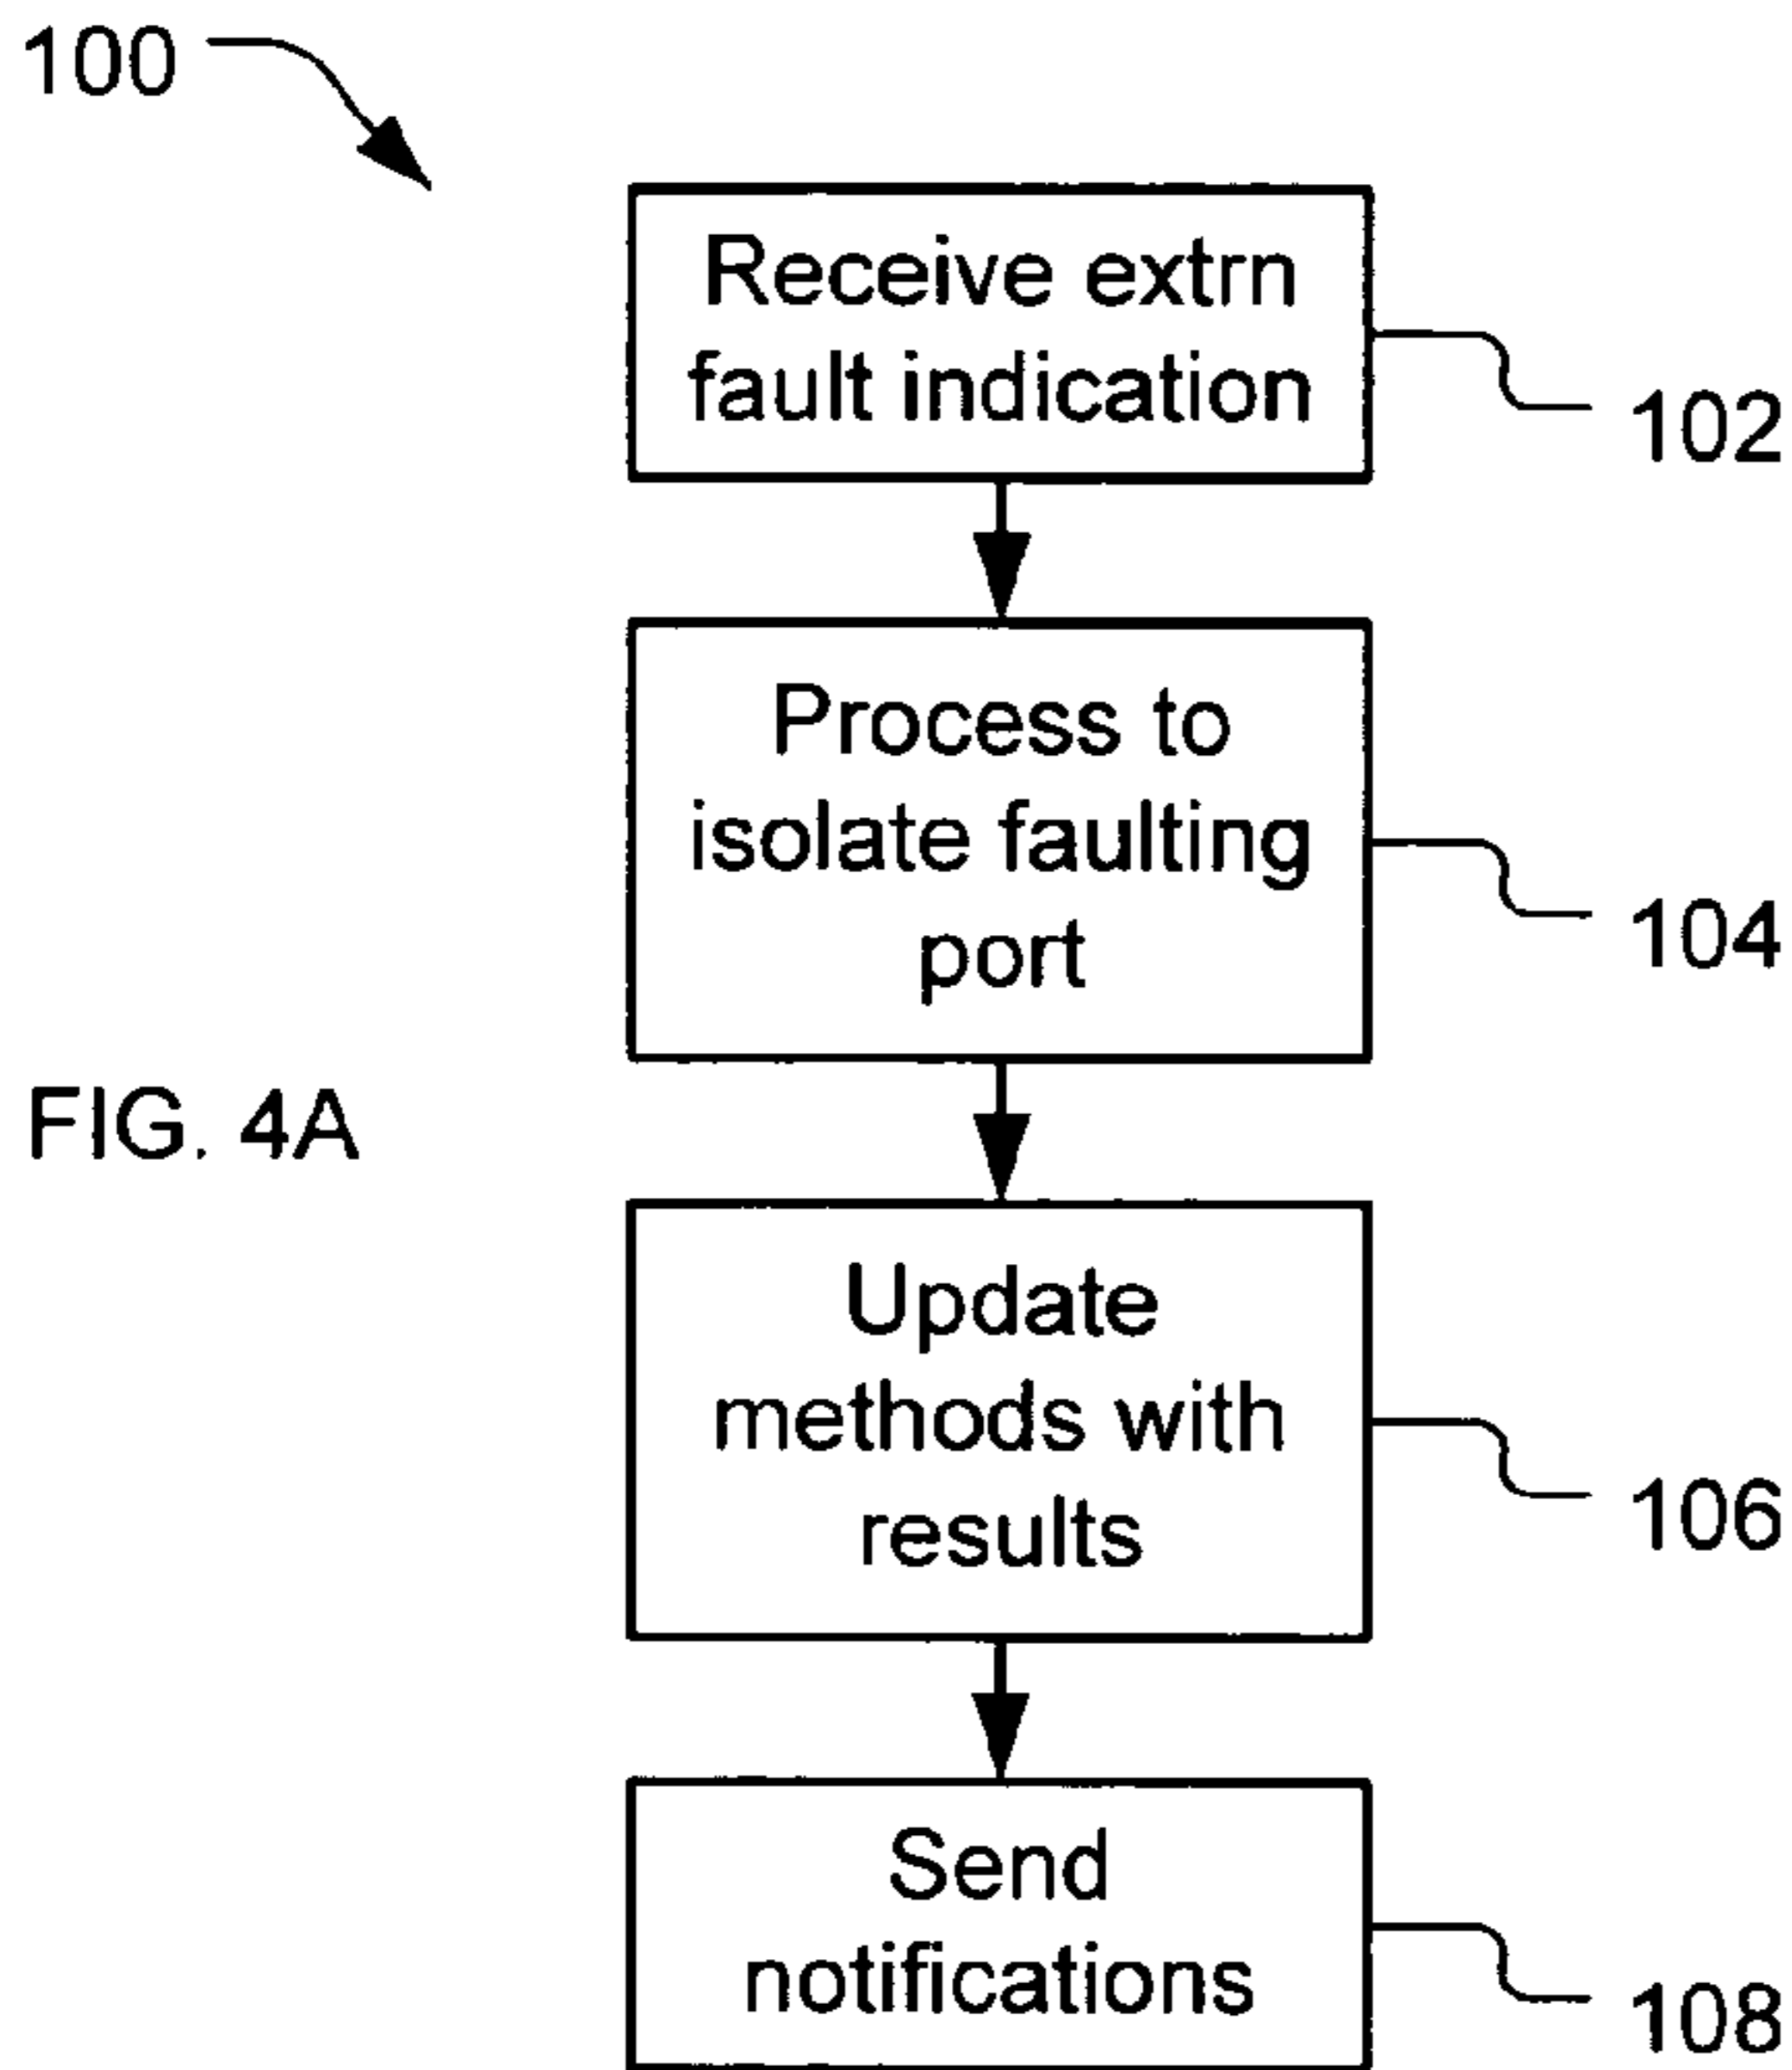 100
Receive extrn
fault indication
102
Process to
isolate faulting
port
104
FIG. 4A
Update
methods with
results
106
Send
notifications
108